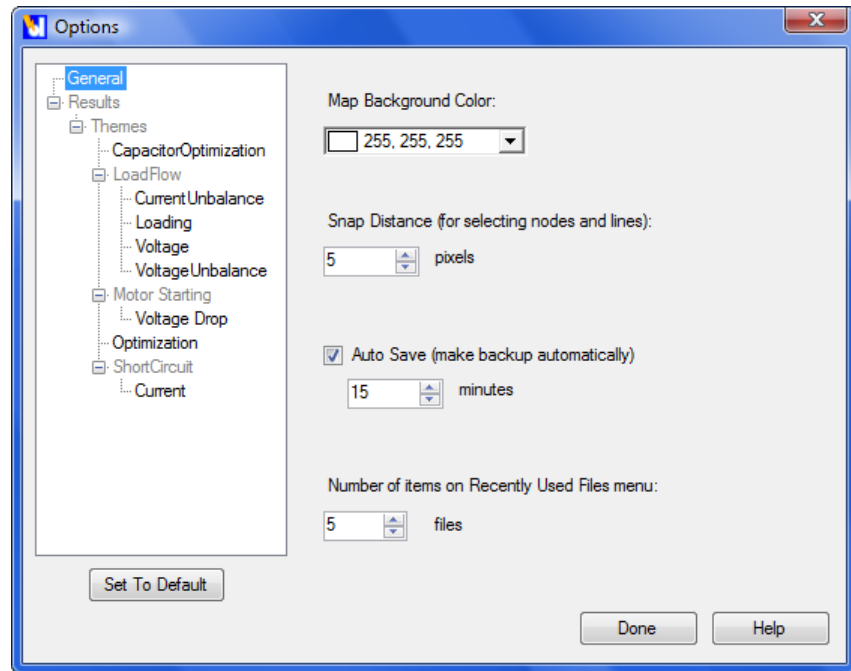 Options
General
Results
Themes
CapacitorOptimization
LoadFlow
CurrentUnbalance
Loading
Voltage
VoltageUnbalance
Motor Starting
Voltage Drop
Optimization
ShortCircuit
Current
Set To Default
Map Background Color:
255, 255, 255
Snap Distance (for selecting nodes and lines):
5 pixels
Auto Save (make backup automatically)
15 minutes
Number of items on Recently Used Files menu:
5 files
Done Help